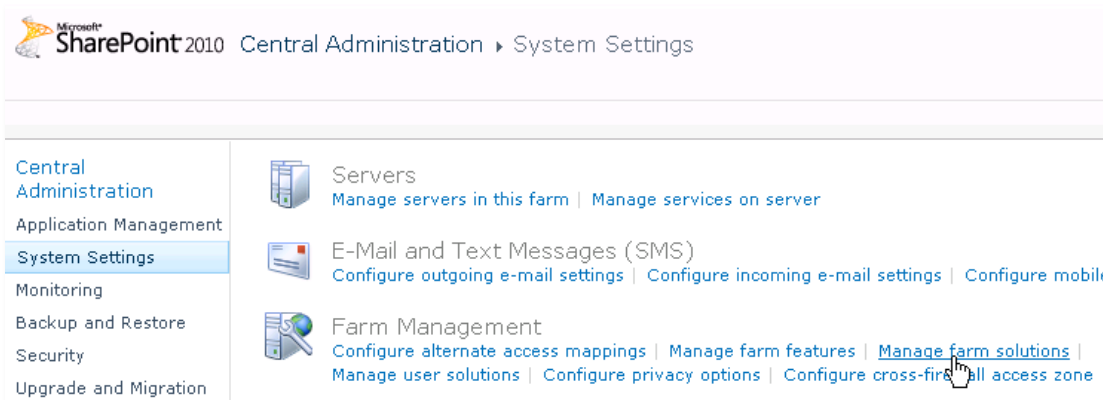 Microsoft®
SharePoint 2010 Central Administration ▸ System Settings
Central
Administration
Application Management
System Settings
Monitoring
Backup and Restore
Security
Upgrade and Migration
Servers
Manage servers in this farm | Manage services on server
E-Mail and Text Messages (SMS)
Configure outgoing e-mail settings | Configure incoming e-mail settings | Configure mobile
Farm Management
Configure alternate access mappings | Manage farm features | Manage farm solutions |
Manage user solutions | Configure privacy options | Configure cross-firewall access zone